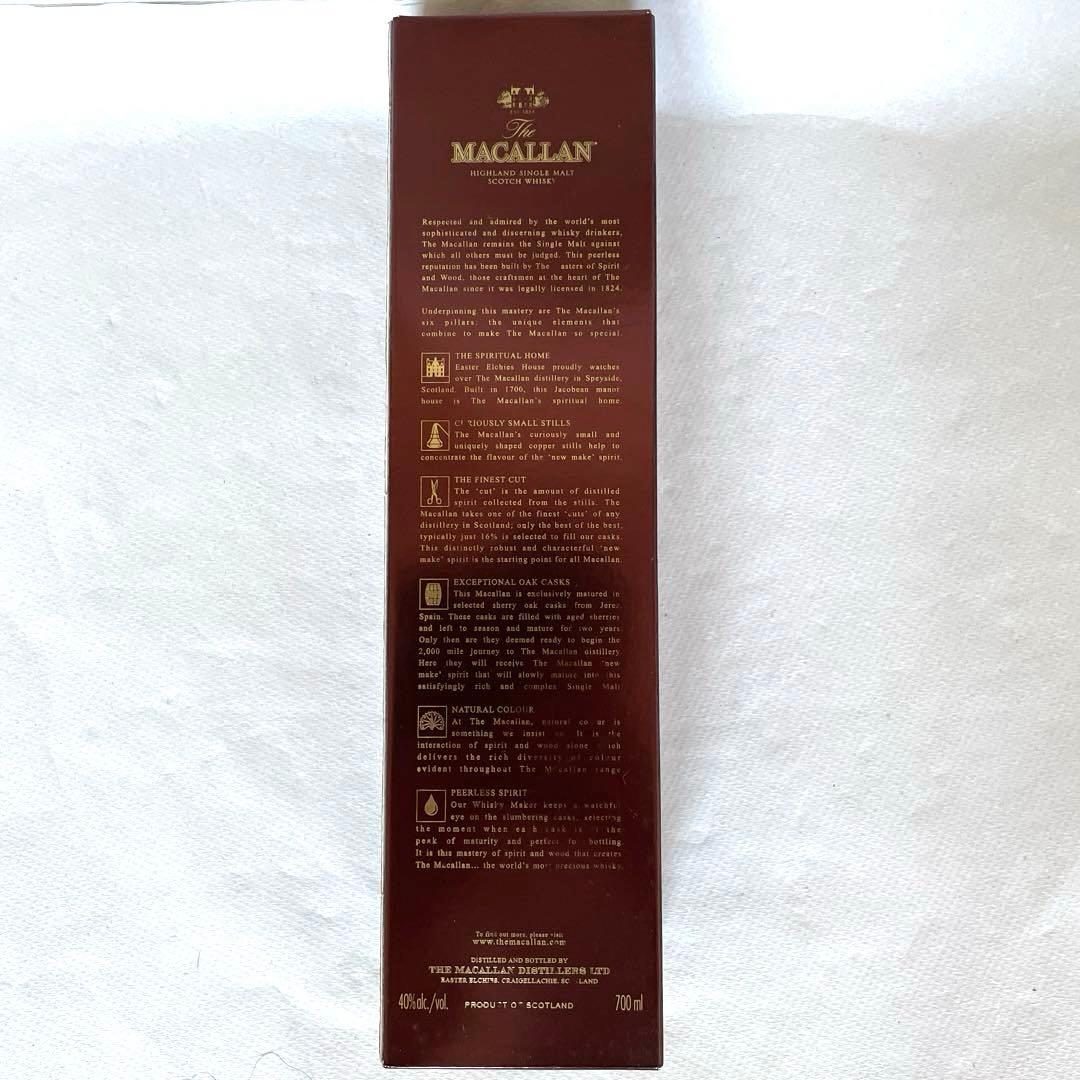 EST. 1824
The
MACALLAN
HIGHLAND SINGLE MALT
SCOTCH WHISKY
Respected and admired by the world's most
sophisticated and discerning whisky drinkers,
The Macallan remains the Single Malt against
which all others must be judged. This peerless
reputation has been built by The asters of Spirit
and Wood, those craftsmen at the heart of The
Macallan since it was legally licensed in 1824.
Underpinning this mastery are The Macallan's
six pillars; the unique elements that
combine to make The Macallan so special.
THE SPIRITUAL HOME
Easter Elchies House proudly watches
over The Macallan distillery in Speyside,
Scotland. Built in 1700, this Jacobean manor
house is The Macallan's spiritual home.
CURIOUSLY SMALL STILLS
The Macallan's curiously small and
uniquely shaped copper stills help to
concentrate the flavour of the 'new make' spirit.
THE FINEST CUT
The 'cut' is the amount of distilled
spirit collected from the stills. The
Macallan takes one of the finest 'cuts' of any
distillery in Scotland; only the best of the best,
typically just 16% is selected to fill our casks.
This distinctly robust and characterful 'new
make' spirit is the starting point for all Macallan.
EXCEPTIONAL OAK CASKS
This Macallan is exclusively matured in
selected sherry oak casks from Jerez,
Spain. These casks are filled with aged sherries
and left to season and mature for two years.
Only then are they deemed ready to begin the
2,000 mile journey to The Macallan distillery.
Here they will receive The Macallan 'new
make' spirit that will slowly mature into this
satisfyingly rich and complex Single Malt
NATURAL COLOUR
At The Macallan, natural colour is
something we insist on. It is the
interaction of spirit and wood alone which
delivers the rich diversity of colour
evident throughout The Macallan range
PEERLESS SPIRIT
Our Whisky Maker keeps a watchful
eye on the slumbering casks, selecting
the moment when each cask is at the
peak of maturity and perfect for bottling.
It is this mastery of spirit and wood that creates
The Macallan... the world's most precious whisky.
To find out more, please visit
www.themacallan.com
DISTILLED AND BOTTLED BY
THE MACALLAN DISTILLERS LTD
EASTER ELCHIES, CRAIGELLACHIE, SCOTLAND
40%alc./vol. PRODUCT OF SCOTLAND 700 ml